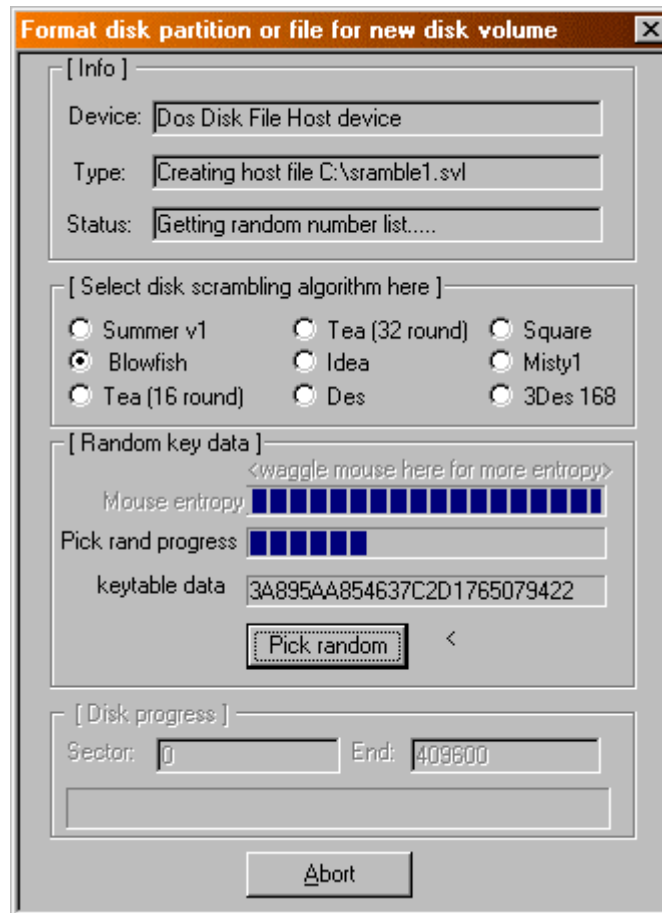 Format disk partition or file for new disk volume
[ Info ]
Device: Dos Disk File Host device
Type: Creating host file C:\sramble1.svl
Status: Getting random number list.....
[ Select disk scrambling algorithm here ]
Summer v1 Tea (32 round) Square
Blowfish Idea Misty1
Tea (16 round) Des 3Des 168
[ Random key data ]
<waggle mouse here for more entropy>
Mouse entropy
Pick rand progress
keytable data 3A895AA854637C2D1765079422
Pick random <
[ Disk progress ]
Sector: 0 End: 409600
Abort